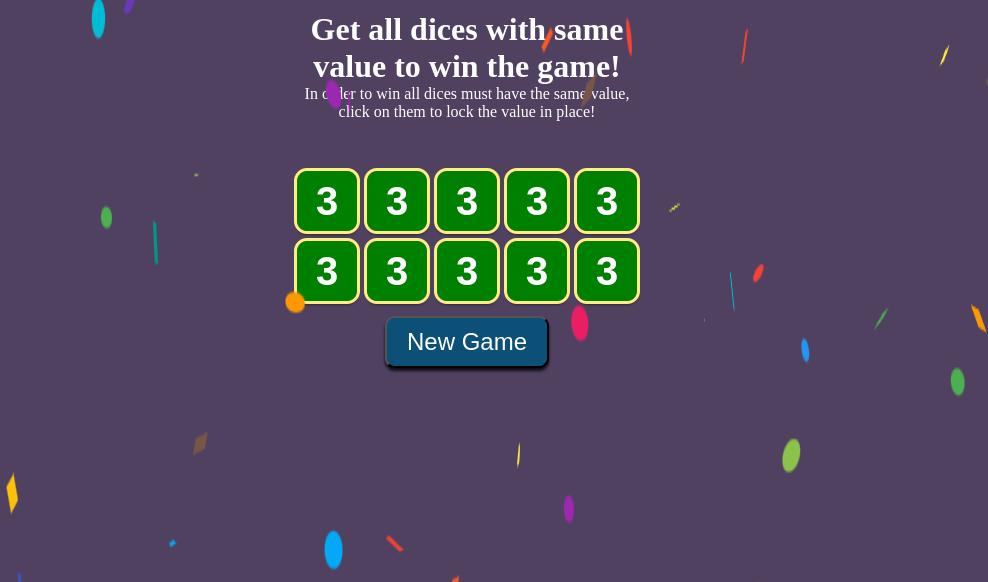 Get all dices with same
value to win the game!
In order to win all dices must have the same value,
click on them to lock the value in place!
3 3 3 3 3
3 3 3 3 3
New Game